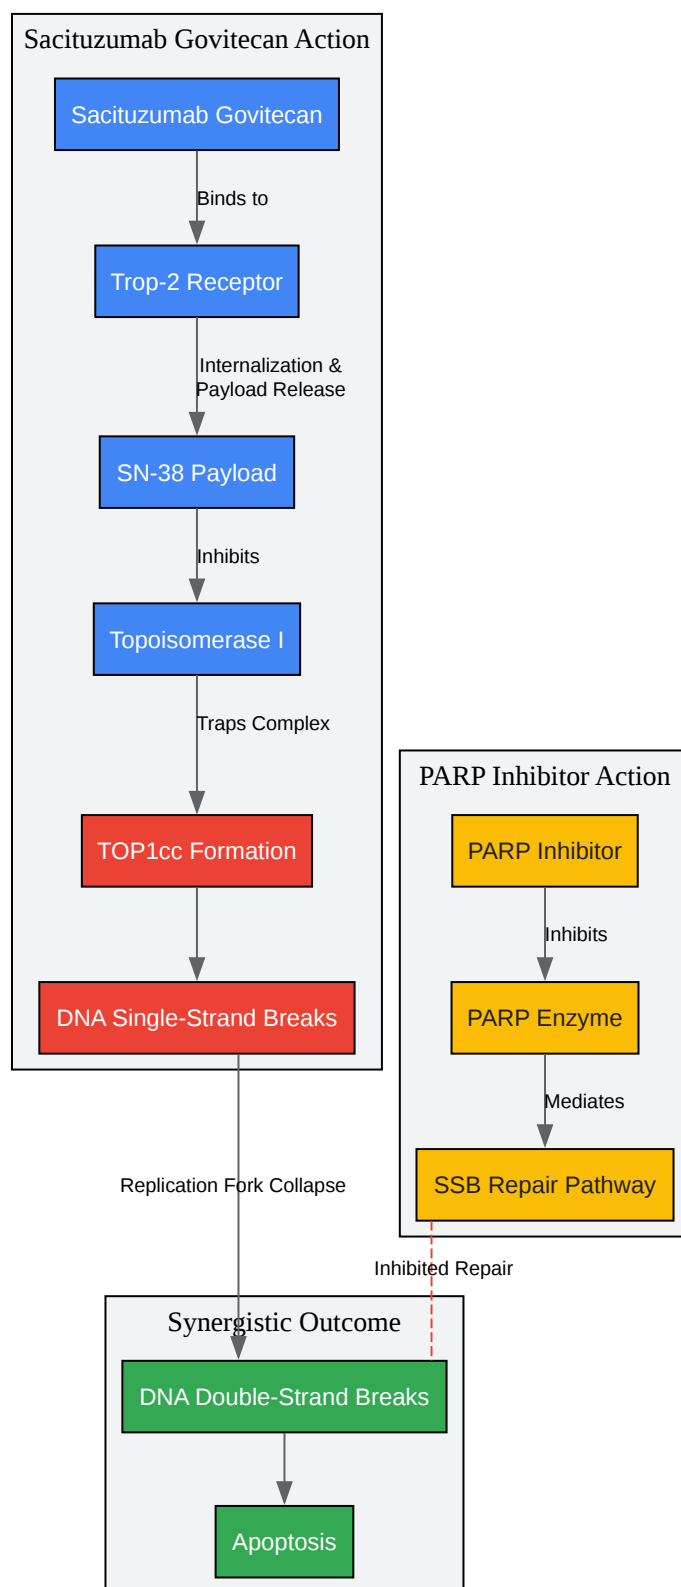 Sacituzumab Govitecan Action
Sacituzumab Govitecan
Binds to
Trop-2 Receptor
Internalization &
Payload Release
SN-38 Payload
Inhibits
Topoisomerase I
Traps Complex
TOP1cc Formation
DNA Single-Strand Breaks
PARP Inhibitor Action
PARP Inhibitor
Inhibits
PARP Enzyme
Mediates
SSB Repair Pathway
Replication Fork Collapse
Inhibited Repair
Synergistic Outcome
DNA Double-Strand Breaks
Apoptosis